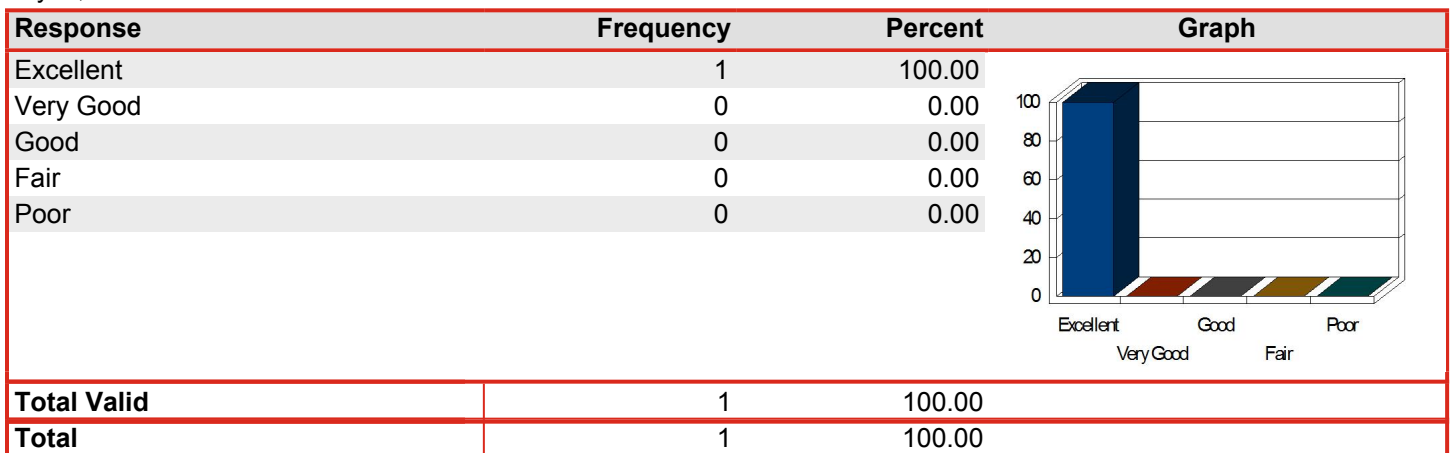 Response Frequency Percent Graph
Excellent 1 100.00
Very Good 0 0.00
Good 0 0.00
Fair 0 0.00
Poor 0 0.00
100
80
60
40
20
0
Excellent Good Poor
Very Good Fair
Total Valid 1 100.00
Total 1 100.00